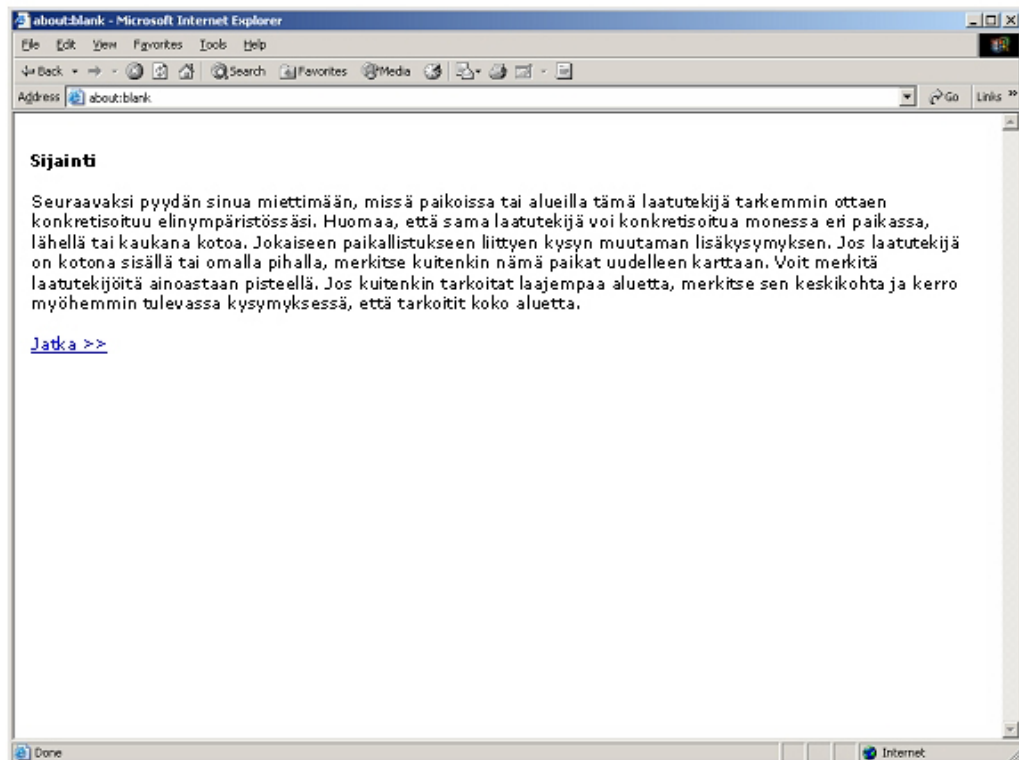 about:blank - Microsoft Internet Explorer
File Edit View Favorites Tools Help
Back Search Favorites Media
Address about:blank Go Links »
Sijainti
Seuraavaksi pyydän sinua miettimään, missä paikoissa tai alueilla tämä laatutekijä tarkemmin ottaen
konkretisoituu elinympäristössäsi. Huomaa, että sama laatutekijä voi konkretisoitua monessa eri paikassa,
lähellä tai kaukana kotoa. Jokaiseen paikallistukseen liittyen kysyn muutaman lisäkysymyksen. Jos laatutekijä
on kotona sisällä tai omalla pihalla, merkitse kuitenkin nämä paikat uudelleen karttaan. Voit merkitä
laatutekijöitä ainoastaan pisteellä. Jos kuitenkin tarkoitat laajempaa aluetta, merkitse sen keskikohta ja kerro
myöhemmin tulevassa kysymyksessä, että tarkoitit koko aluetta.
Jatka >>
Done Internet